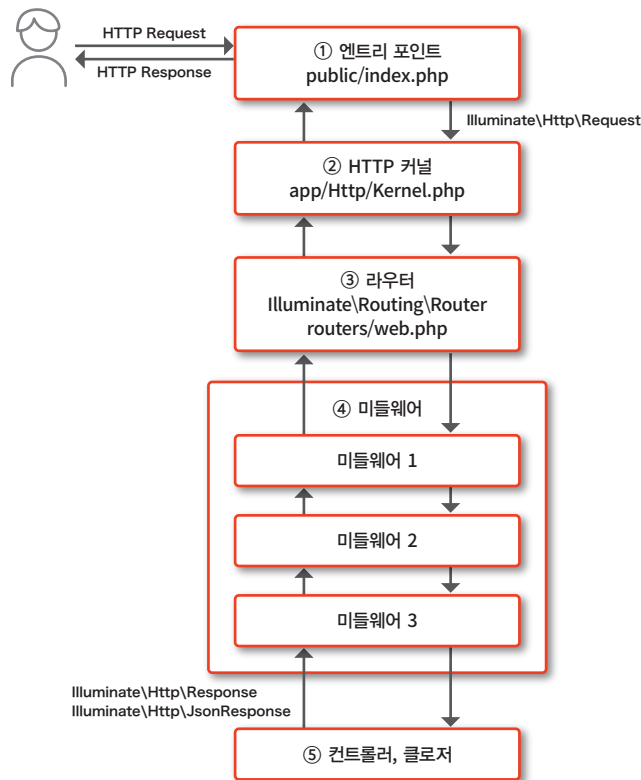 HTTP Request
HTTP Response
① 엔트리 포인트
public/index.php
Illuminate\Http\Request
② HTTP 커널
app/Http/Kernel.php
③ 라우터
Illuminate\Routing\Router
routers/web.php
④ 미들웨어
미들웨어 1
미들웨어 2
미들웨어 3
Illuminate\Http\Response
Illuminate\Http\JsonResponse
⑤ 컨트롤러, 클로저